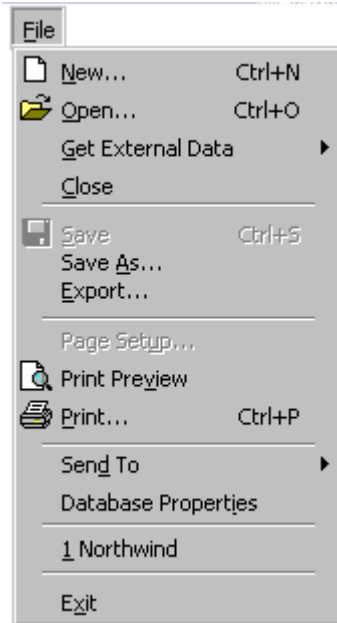 File
New... Ctrl+N
Open... Ctrl+O
Get External Data
Close
Save Ctrl+S
Save As...
Export...
Page Setup...
Print Preview
Print... Ctrl+P
Send To
Database Properties
1 Northwind
Exit